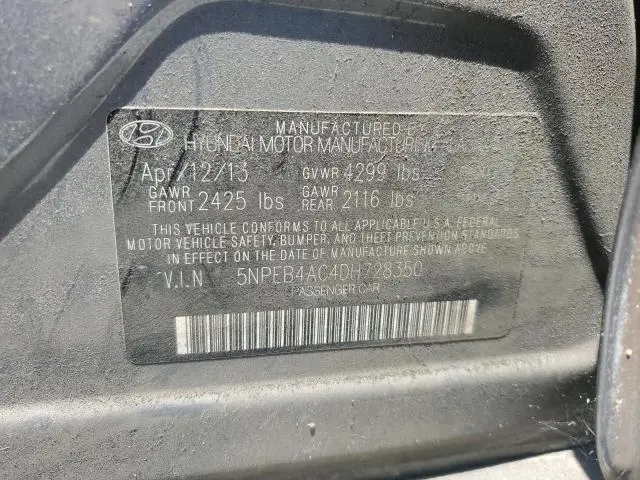 MANUFACTURED BY
HYUNDAI MOTOR MANUFACTURING
Apr/12/13 GVWR 4299 lbs
GAWR FRONT 2425 lbs GAWR REAR 2116 lbs
THIS VEHICLE CONFORMS TO ALL APPLICABLE U.S.A. FEDERAL
MOTOR VEHICLE SAFETY, BUMPER, AND THEFT PREVENTION STANDARDS
IN EFFECT ON THE DATE OF MANUFACTURE SHOWN ABOVE.
V.I.N 5NPEB4AC4DH728350
PASSENGER CAR